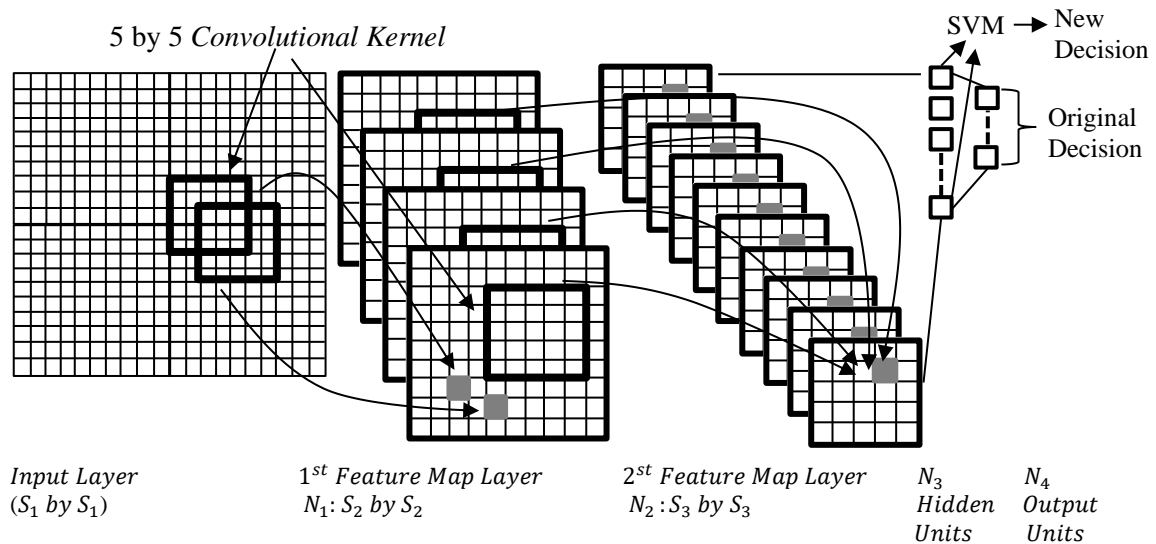 5 by 5 Convolutional Kernel
SVM
New
Decision
Original
Decision
Input Layer
(S₁ by S₁)
1ˢᵗ Feature Map Layer
N₁: S₂ by S₂
2ˢᵗ Feature Map Layer
N₂ : S₃ by S₃
N₃
Hidden
Units
N₄
Output
Units